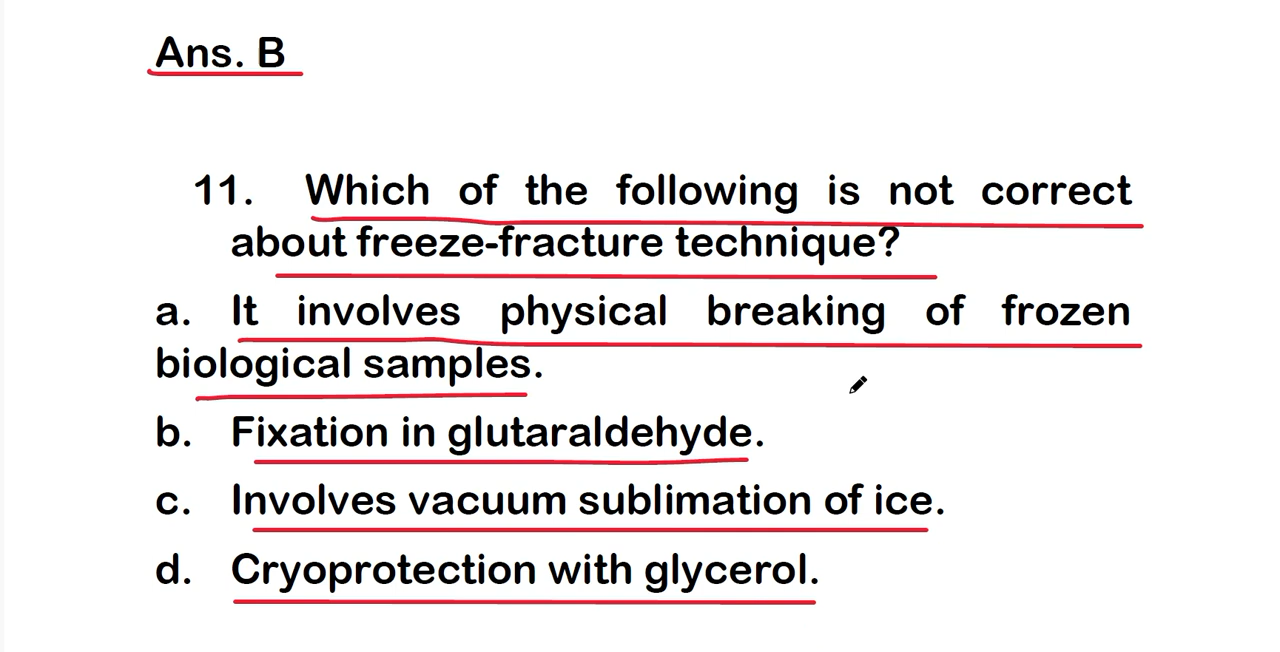 Ans. B
11. Which of the following is not correct
about freeze-fracture technique?
a. It involves physical breaking of frozen
biological samples.
b. Fixation in glutaraldehyde.
c. Involves vacuum sublimation of ice.
d. Cryoprotection with glycerol.